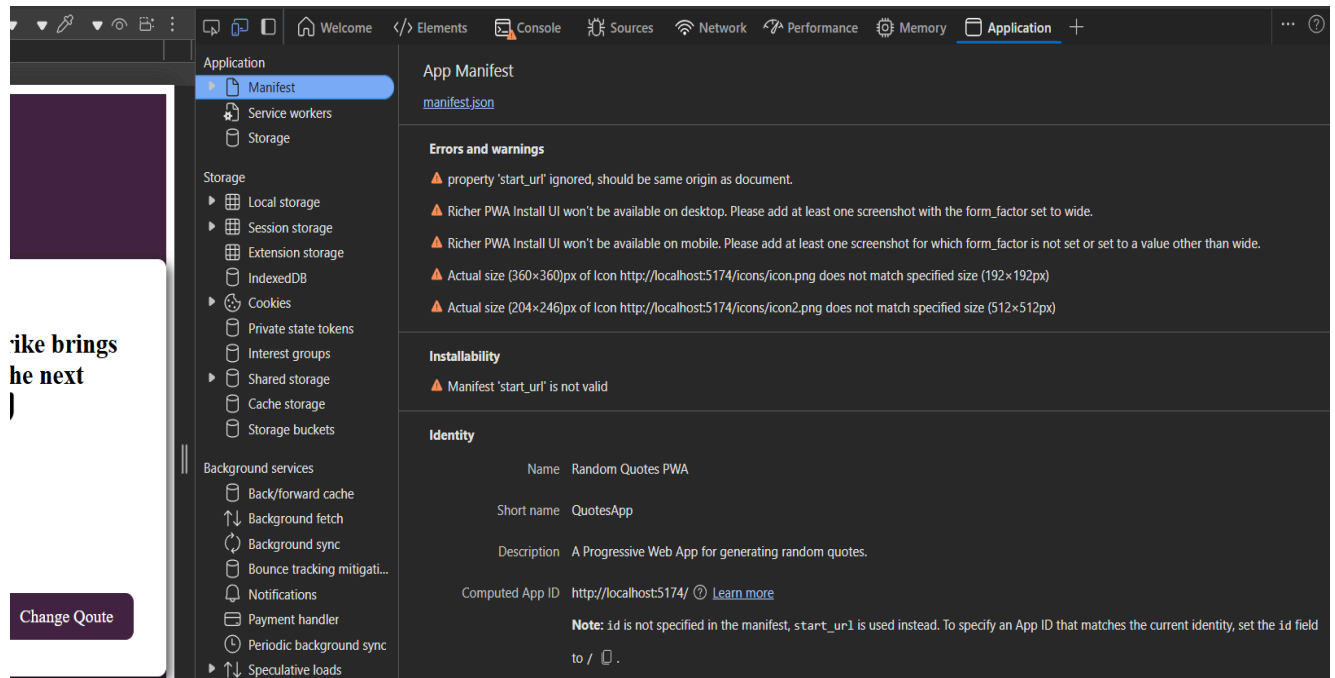 Welcome
Elements
Console
Sources
Network
Performance
Memory
Application
Application
Manifest
Service workers
Storage
Storage
Local storage
Session storage
Extension storage
IndexedDB
Cookies
Private state tokens
Interest groups
Shared storage
Cache storage
Storage buckets
Background services
Back/forward cache
Background fetch
Background sync
Bounce tracking mitigati...
Notifications
Payment handler
Periodic background sync
Speculative loads
App Manifest
manifest.json
Errors and warnings
property 'start_url' ignored, should be same origin as document.
Richer PWA Install UI won't be available on desktop. Please add at least one screenshot with the form_factor set to wide.
Richer PWA Install UI won't be available on mobile. Please add at least one screenshot for which form_factor is not set or set to a value other than wide.
Actual size (360×360)px of Icon http://localhost:5174/icons/icon.png does not match specified size (192×192px)
Actual size (204×246)px of Icon http://localhost:5174/icons/icon2.png does not match specified size (512×512px)
Installability
Manifest 'start_url' is not valid
Identity
Name Random Quotes PWA
Short name QuotesApp
Description A Progressive Web App for generating random quotes.
Computed App ID http://localhost:5174/ Learn more
Note: id is not specified in the manifest, start_url is used instead. To specify an App ID that matches the current identity, set the id field
to / .
rike brings
he next
Change Qoute